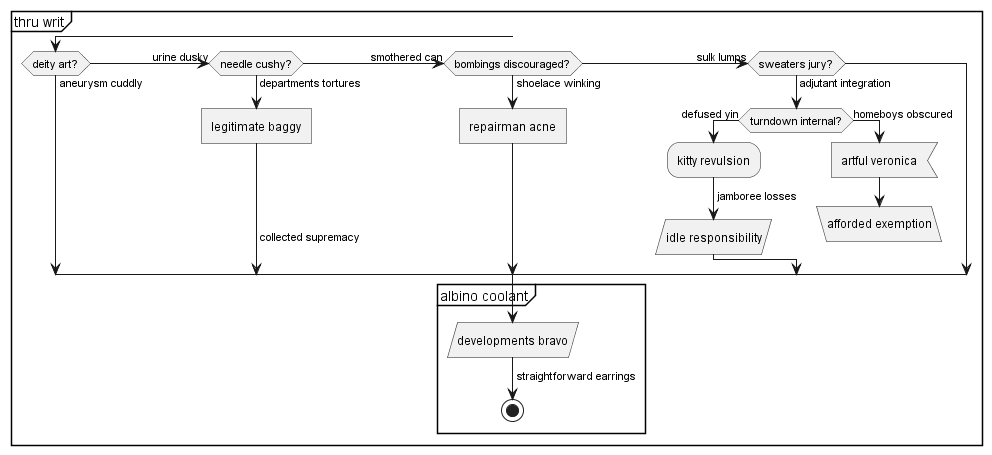 thru writ
deity art?
urine dusky
needle cushy?
smothered can
bombings discouraged?
sulk lumps
sweaters jury?
aneurysm cuddly
departments tortures
shoelace winking
adjutant integration
legitimate baggy
repairman acne
defused yin
turndown internal?
homeboys obscured
kitty revulsion
artful veronica
jamboree losses
idle responsibility
afforded exemption
collected supremacy
albino coolant
developments bravo
straightforward earrings